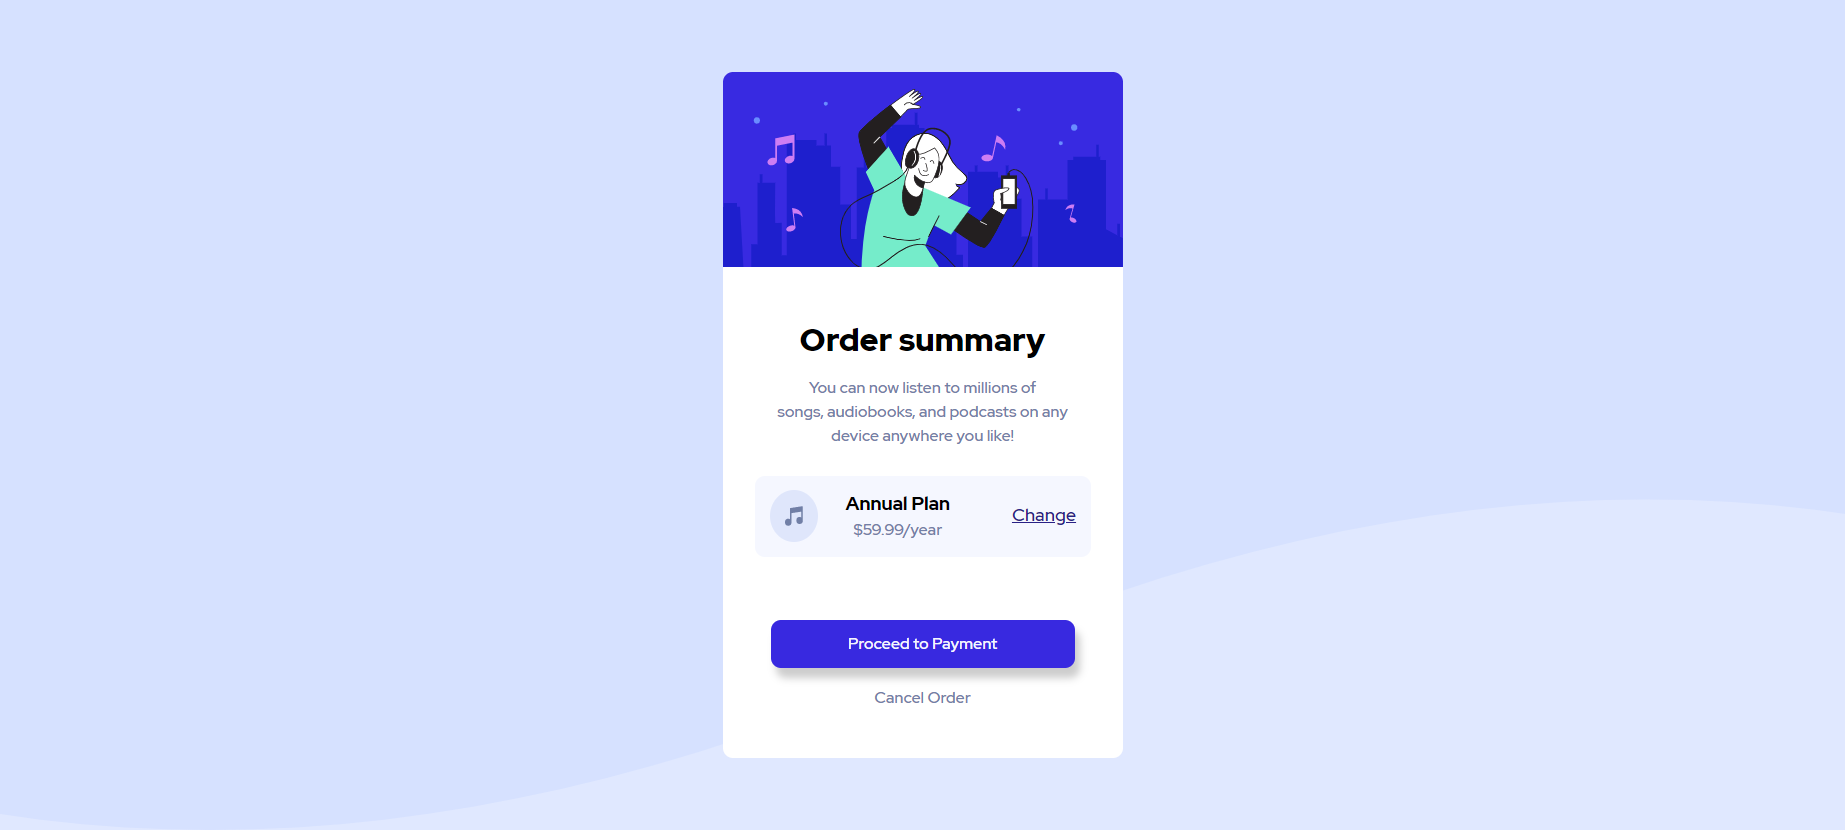 Order summary
You can now listen to millions of
songs, audiobooks, and podcasts on any
device anywhere you like!
Annual Plan
$59.99/year
Change
Proceed to Payment
Cancel Order